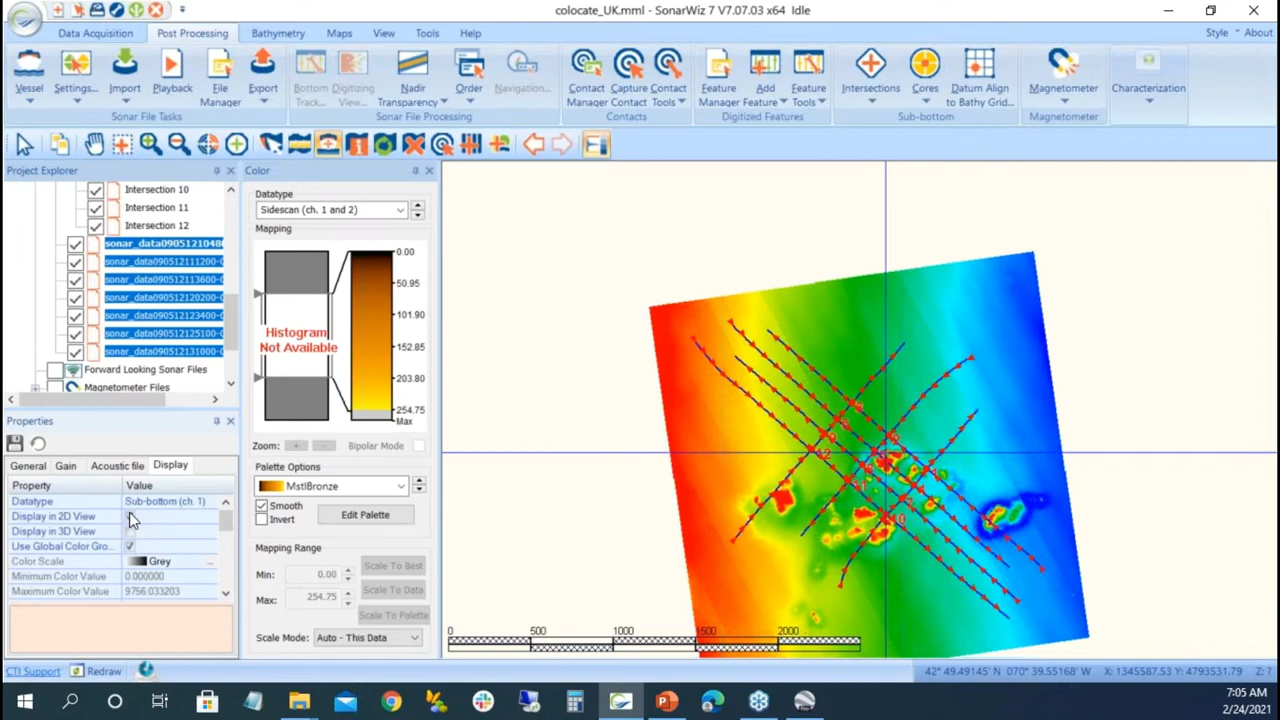 colocate_UK.mml - SonarWiz 7 V7.07.03 x64 Idle
Data Acquisition Post Processing Bathymetry Maps View Tools Help Style About
Vessel Settings... Import Playback File Manager Export Bottom Track... Digitizing View... Nadir Transparency Order Navigation... Contact Manager Capture Contact Contact Tools Feature Manager Add Feature Feature Tools Intersections Cores Datum Align to Bathy Grid... Magnetometer Characterization
Sonar File Tasks Sonar File Processing Contacts Digitized Features Sub-bottom Magnetometer
Project Explorer
Intersection 10
Intersection 11
Intersection 12
sonar_data090512104800
sonar_data090512111200-C
sonar_data090512113600-C
sonar_data090512120200-C
sonar_data090512123400-C
sonar_data090512125100-C
sonar_data090512131000-C
Forward Looking Sonar Files
Magnetometer Files
Properties
General Gain Acoustic file Display
Property Value
Datatype Sub-bottom (ch. 1)
Display in 2D View
Display in 3D View
Use Global Color Gro...
Color Scale Grey ...
Minimum Color Value 0.000000
Maximum Color Value 9756.033203
Color
Datatype
Sidescan (ch. 1 and 2)
Mapping
Histogram
Not Available
0.00
50.95
101.90
152.85
203.80
254.75
Max
Zoom: + - Bipolar Mode
Palette Options
MstlBronze
Smooth
Invert
Edit Palette
Mapping Range
Min: 0.00 Scale To Best
Scale To Data
Max: 254.75
Scale To Palette
Scale Mode: Auto - This Data
12
11
10
0 500 1000 1500 2000
CTI Support Redraw 42° 49.49145' N 070° 39.55168' W X: 1345587.53 Y: 4793531.79 Z: ?
7:05 AM
2/24/2021